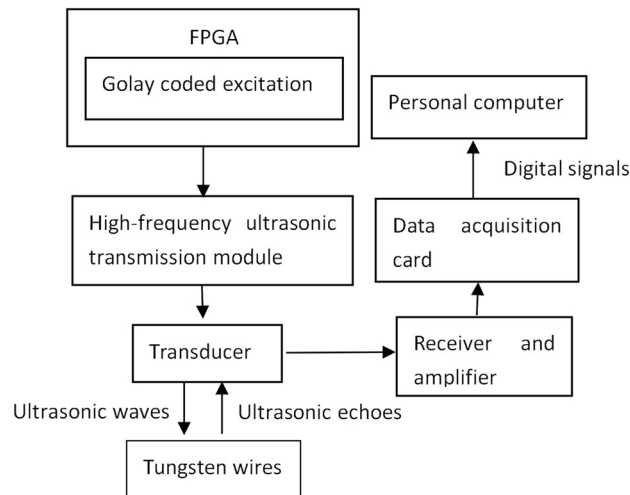 FPGA
Golay coded excitation
Personal computer
Digital signals
High-frequency ultrasonic
transmission module
Data acquisition
card
Transducer
Receiver and
amplifier
Ultrasonic waves
Ultrasonic echoes
Tungsten wires